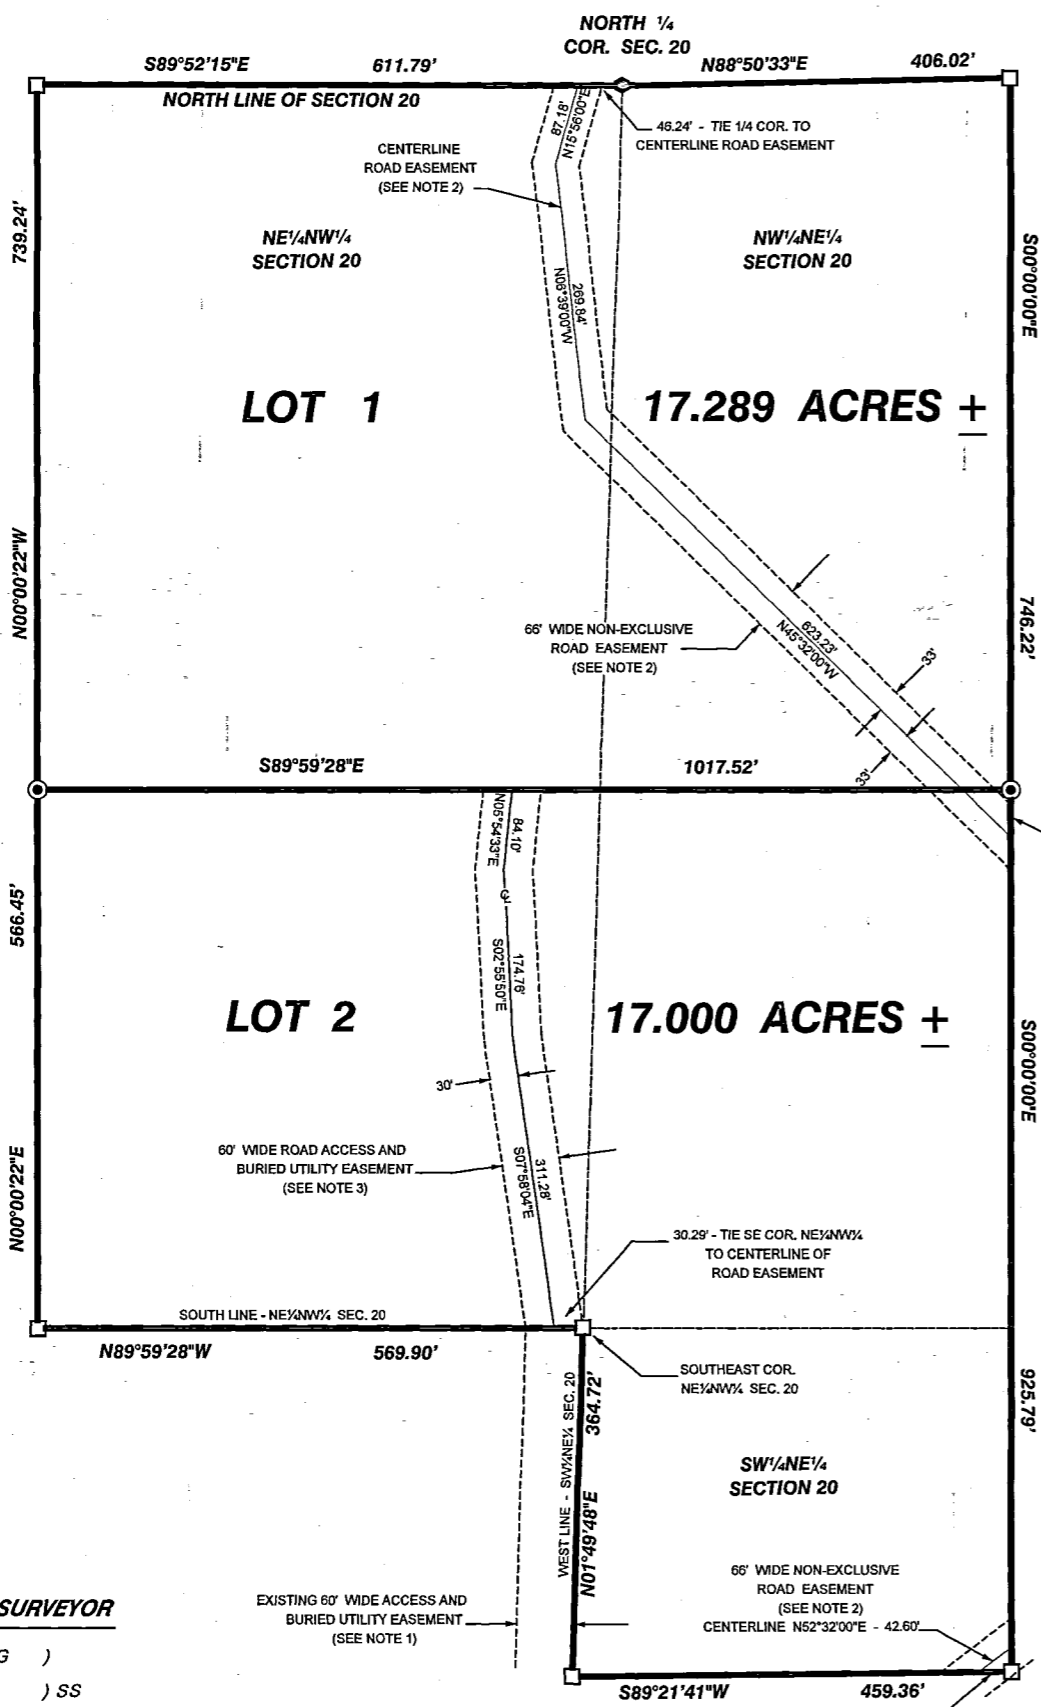 NORTH ¼
COR. SEC. 20
S89°52'15"E
611.79'
N88°50'33"E
406.02'
NORTH LINE OF SECTION 20
87.18'
N15°56'00"E
46.24' - TIE 1/4 COR. TO
CENTERLINE ROAD EASEMENT
CENTERLINE
ROAD EASEMENT
(SEE NOTE 2)
739.24'
NE¼NW¼
SECTION 20
NW¼NE¼
SECTION 20
S00°00'00"E
269.84'
N06°39'00"W
LOT 1
17.289 ACRES ±
N00°00'22"W
66' WIDE NON-EXCLUSIVE
ROAD EASEMENT
(SEE NOTE 2)
623.23'
N45°32'00"W
33'
33'
746.22'
S89°59'28"E
1017.52'
84.10'
N05°54'33"E
566.45'
174.76'
S02°55'50"E
LOT 2
17.000 ACRES ±
S00°00'00"E
30'
60' WIDE ROAD ACCESS AND
BURIED UTILITY EASEMENT
(SEE NOTE 3)
311.28'
S07°58'04"E
N00°00'22"E
30.29' - TIE SE COR. NE¼NW¼
TO CENTERLINE OF
ROAD EASEMENT
SOUTH LINE - NE¼NW¼ SEC. 20
N89°59'28"W
569.90'
SOUTHEAST COR.
NE¼NW¼ SEC. 20
364.72'
N01°49'48"E
WEST LINE - SW¼NE¼ SEC. 20
925.79'
SW¼NE¼
SECTION 20
66' WIDE NON-EXCLUSIVE
ROAD EASEMENT
(SEE NOTE 2)
CENTERLINE N52°32'00"E - 42.60'
EXISTING 60' WIDE ACCESS AND
BURIED UTILITY EASEMENT
(SEE NOTE 1)
SURVEYOR
G )
) SS
S89°21'41"W
459.36'